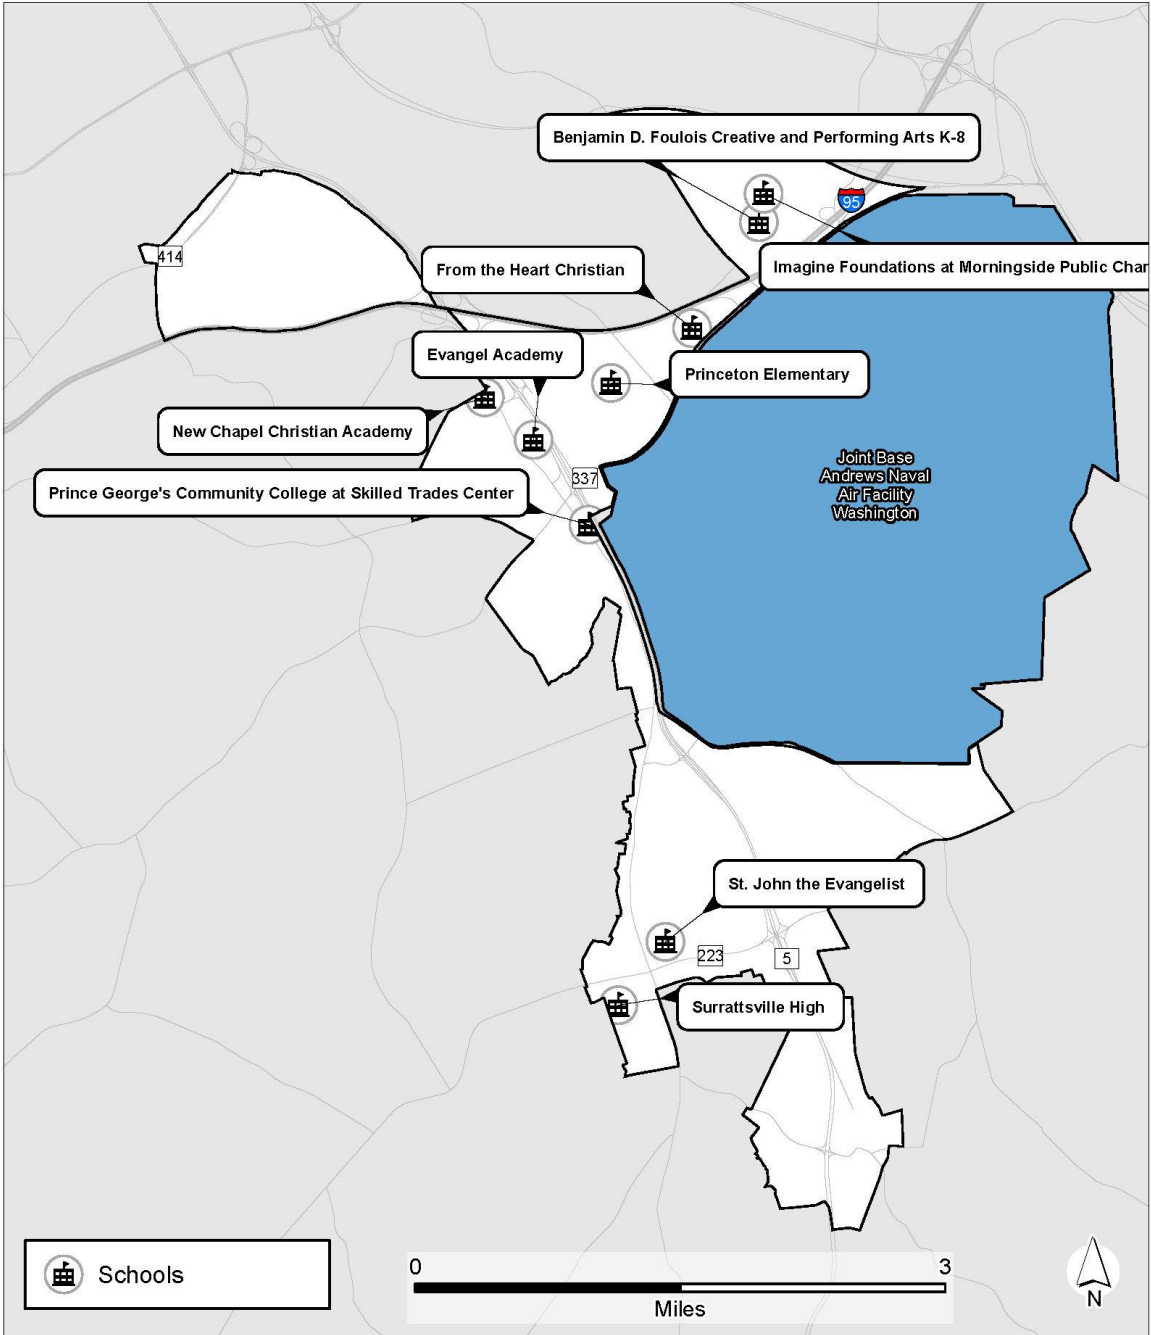 Benjamin D. Foulois Creative and Performing Arts K-8
95
414
From the Heart Christian
Imagine Foundations at Morningside Public Char
Evangel Academy
Princeton Elementary
New Chapel Christian Academy
Joint Base
Andrews Naval
Air Facility
Washington
337
Prince George's Community College at Skilled Trades Center
St. John the Evangelist
223
5
Surrattsville High
Schools
0
3
Miles
N